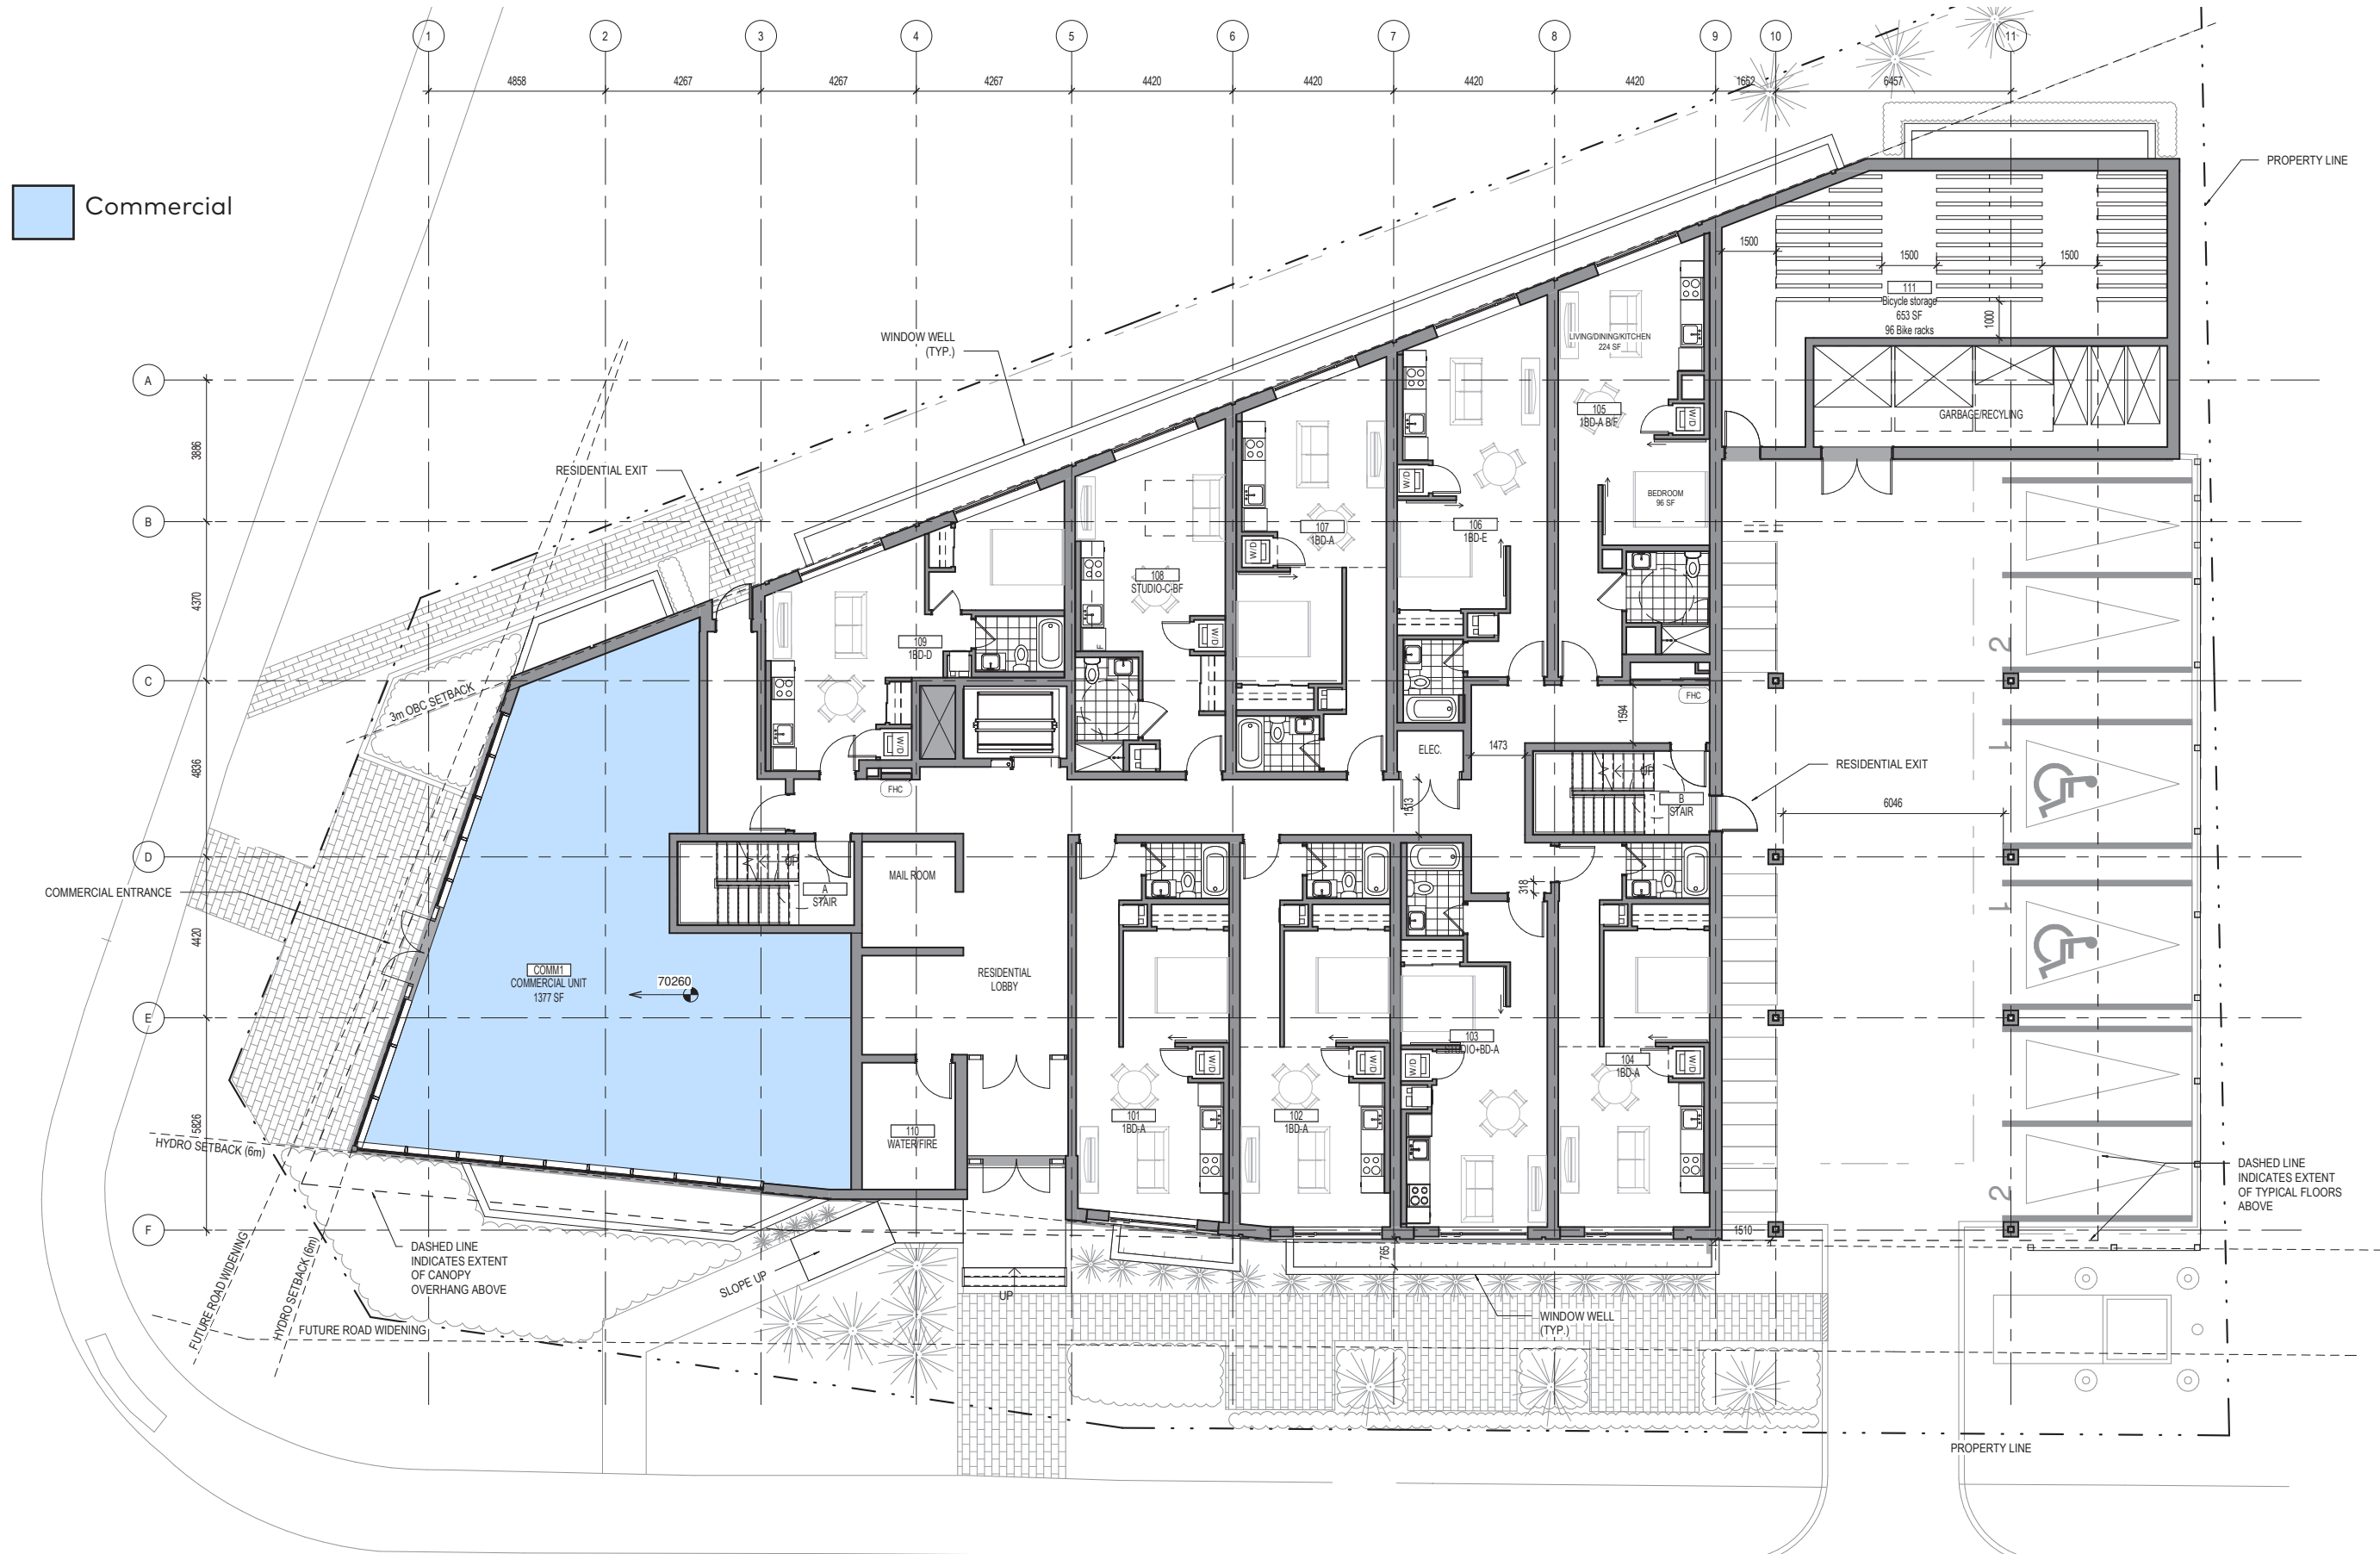 1
2
3
4
5
6
7
8
9
10
11
4858
4267
4267
4267
4420
4420
4420
4420
1652
6457
PROPERTY LINE
Commercial
1500
1500
1500
111
Bicycle storage
653 SF
96 Bike racks
1000
WINDOW WELL
(TYP.)
LIVING/DINING/KITCHEN
224 SF
A
GARBAGE/RECYLING
105
1BD-A B/F
W/D
3886
RESIDENTIAL EXIT
W/D
BEDROOM
96 SF
B
107
1BD-A
106
1BD-E
W/D
108
STUDIO-C-BF
4370
109
1BD-D
W/D
F
2
C
3m OBC SETBACK
FHC
1594
W/D
ELEC.
1473
1
UP
RESIDENTIAL EXIT
4836
FHC
1513
B
STAIR
6046
D
UP
MAIL ROOM
A
STAIR
318
COMMERCIAL ENTRANCE
1
4420
COMM1
COMMERCIAL UNIT
1377 SF
70260
RESIDENTIAL
LOBBY
E
103
STUDIO+BD-A
W/D
W/D
W/D
W/D
104
1BD-A
101
1BD-A
102
1BD-A
5826
110
WATER/FIRE
HYDRO SETBACK (6m)
DASHED LINE
INDICATES EXTENT
OF TYPICAL FLOORS
ABOVE
2
F
1510
DASHED LINE
INDICATES EXTENT
OF CANOPY
OVERHANG ABOVE
765
SLOPE UP
UP
FUTURE ROAD WIDENING
HYDRO SETBACK (6m)
FUTURE ROAD WIDENING
WINDOW WELL
(TYP.)
PROPERTY LINE